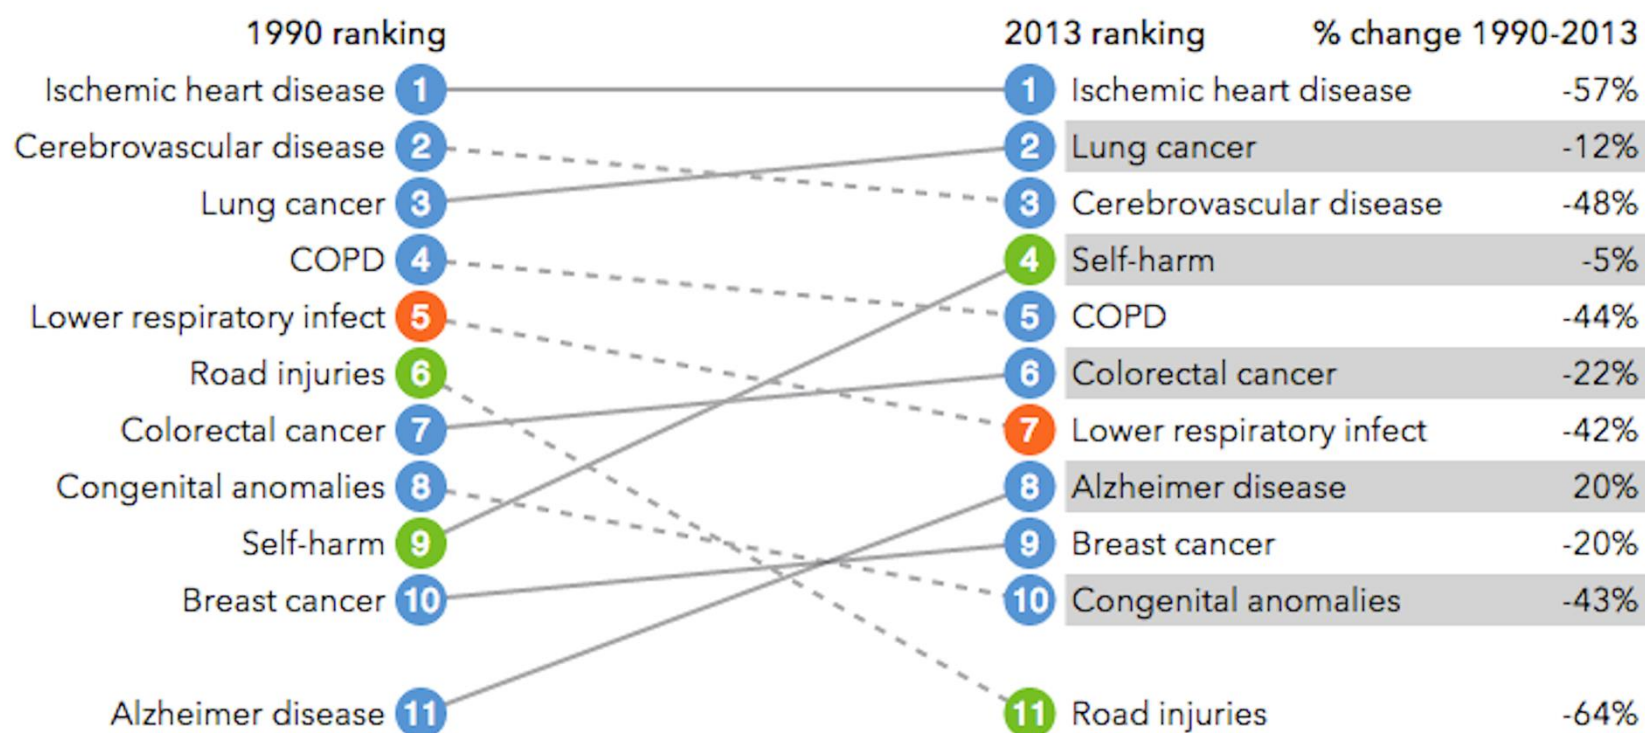 1990 ranking 2013 ranking % change 1990-2013
Ischemic heart disease 1 1 Ischemic heart disease -57%
Cerebrovascular disease 2 2 Lung cancer -12%
Lung cancer 3 3 Cerebrovascular disease -48%
COPD 4 4 Self-harm -5%
Lower respiratory infect 5 5 COPD -44%
Road injuries 6 6 Colorectal cancer -22%
Colorectal cancer 7 7 Lower respiratory infect -42%
Congenital anomalies 8 8 Alzheimer disease 20%
Self-harm 9 9 Breast cancer -20%
Breast cancer 10 10 Congenital anomalies -43%
Alzheimer disease 11 11 Road injuries -64%